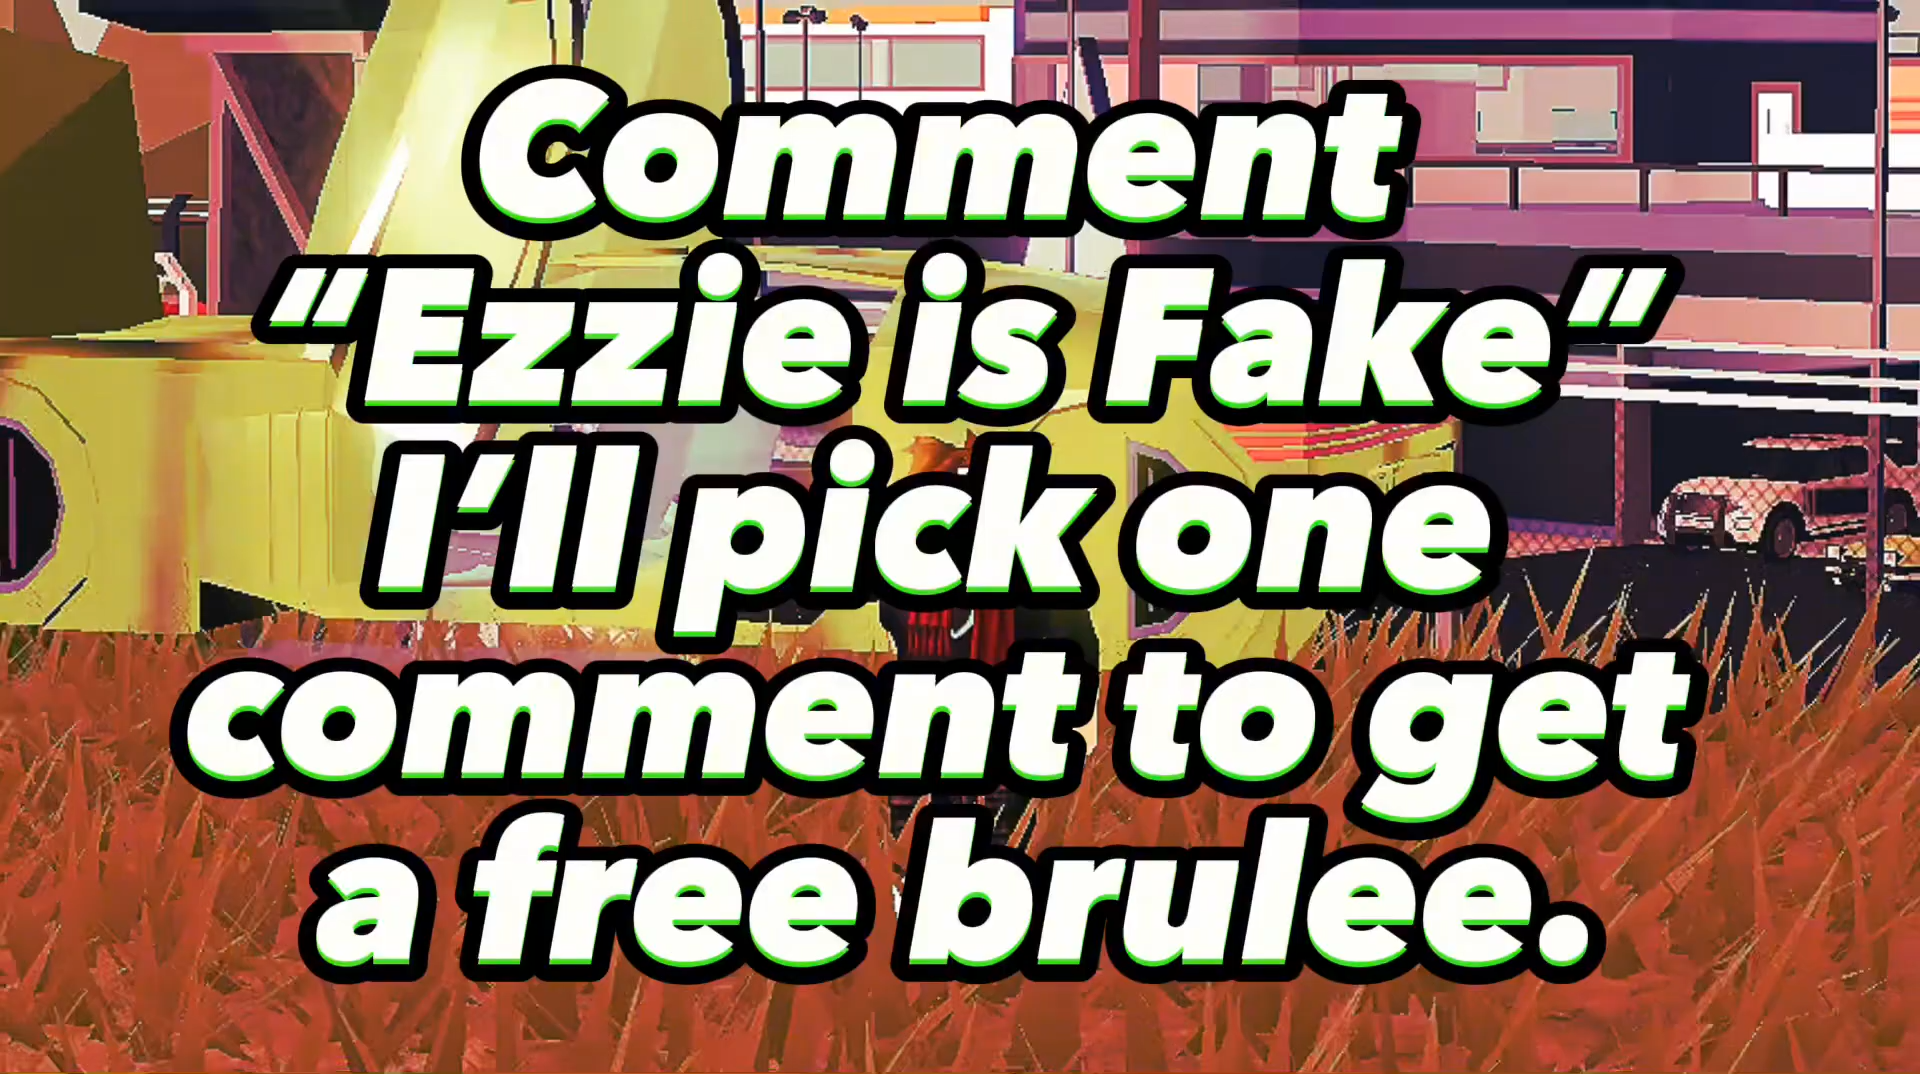 Comment
“Ezzie is Fake”
I’ll pick one
comment to get
a free brulee.